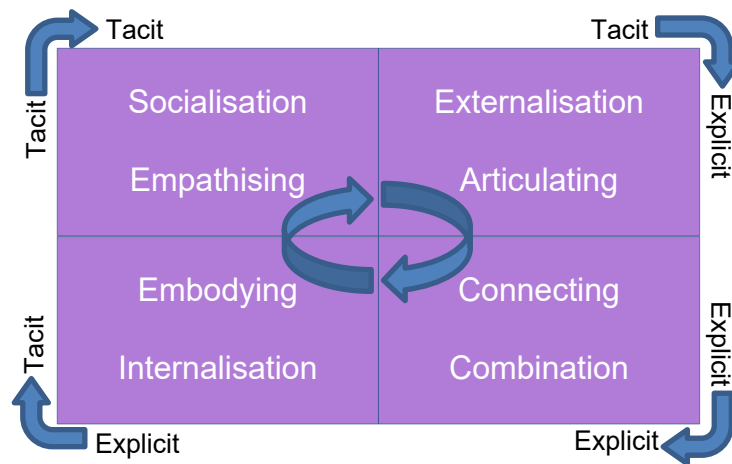 Tacit
Tacit
Tacit
Explicit
Socialisation
Externalisation
Empathising
Articulating
Embodying
Connecting
Internalisation
Combination
Tacit
Explicit
Explicit
Explicit